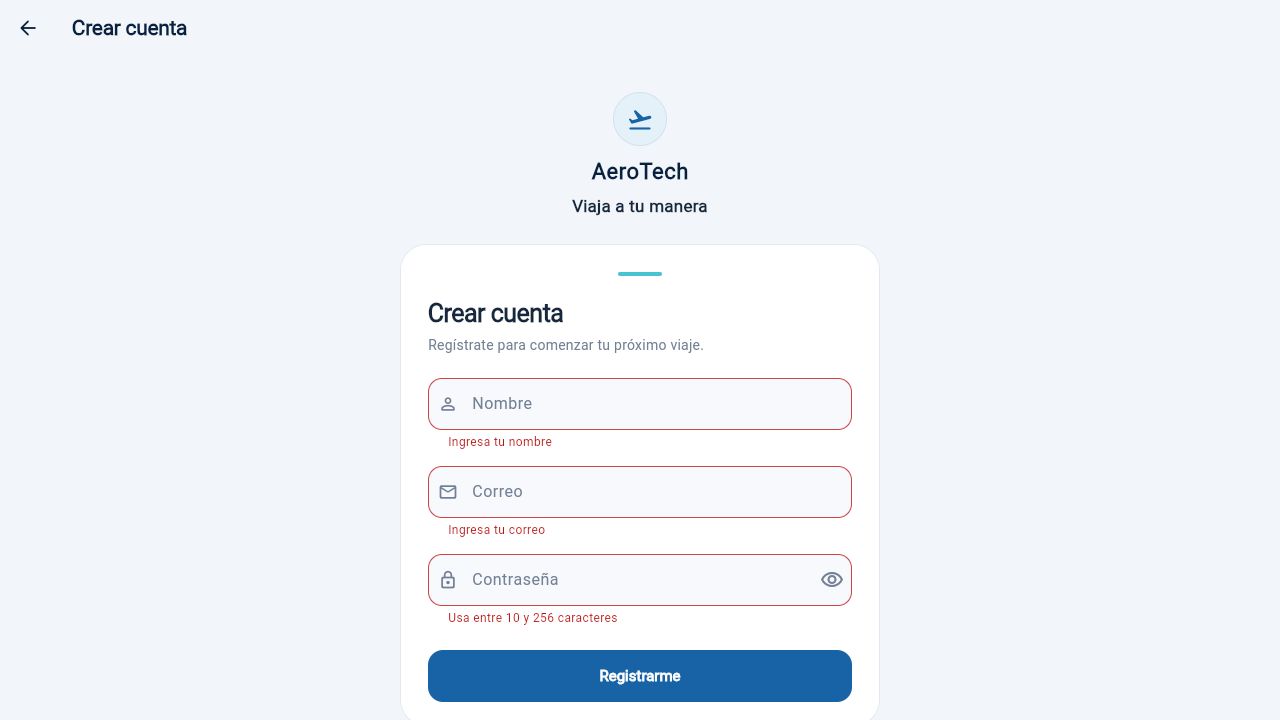 Crear cuenta
AeroTech
Viaja a tu manera
Crear cuenta
Regístrate para comenzar tu próximo viaje.
Nombre
Ingresa tu nombre
Correo
Ingresa tu correo
Contraseña
Usa entre 10 y 256 caracteres
Registrarme